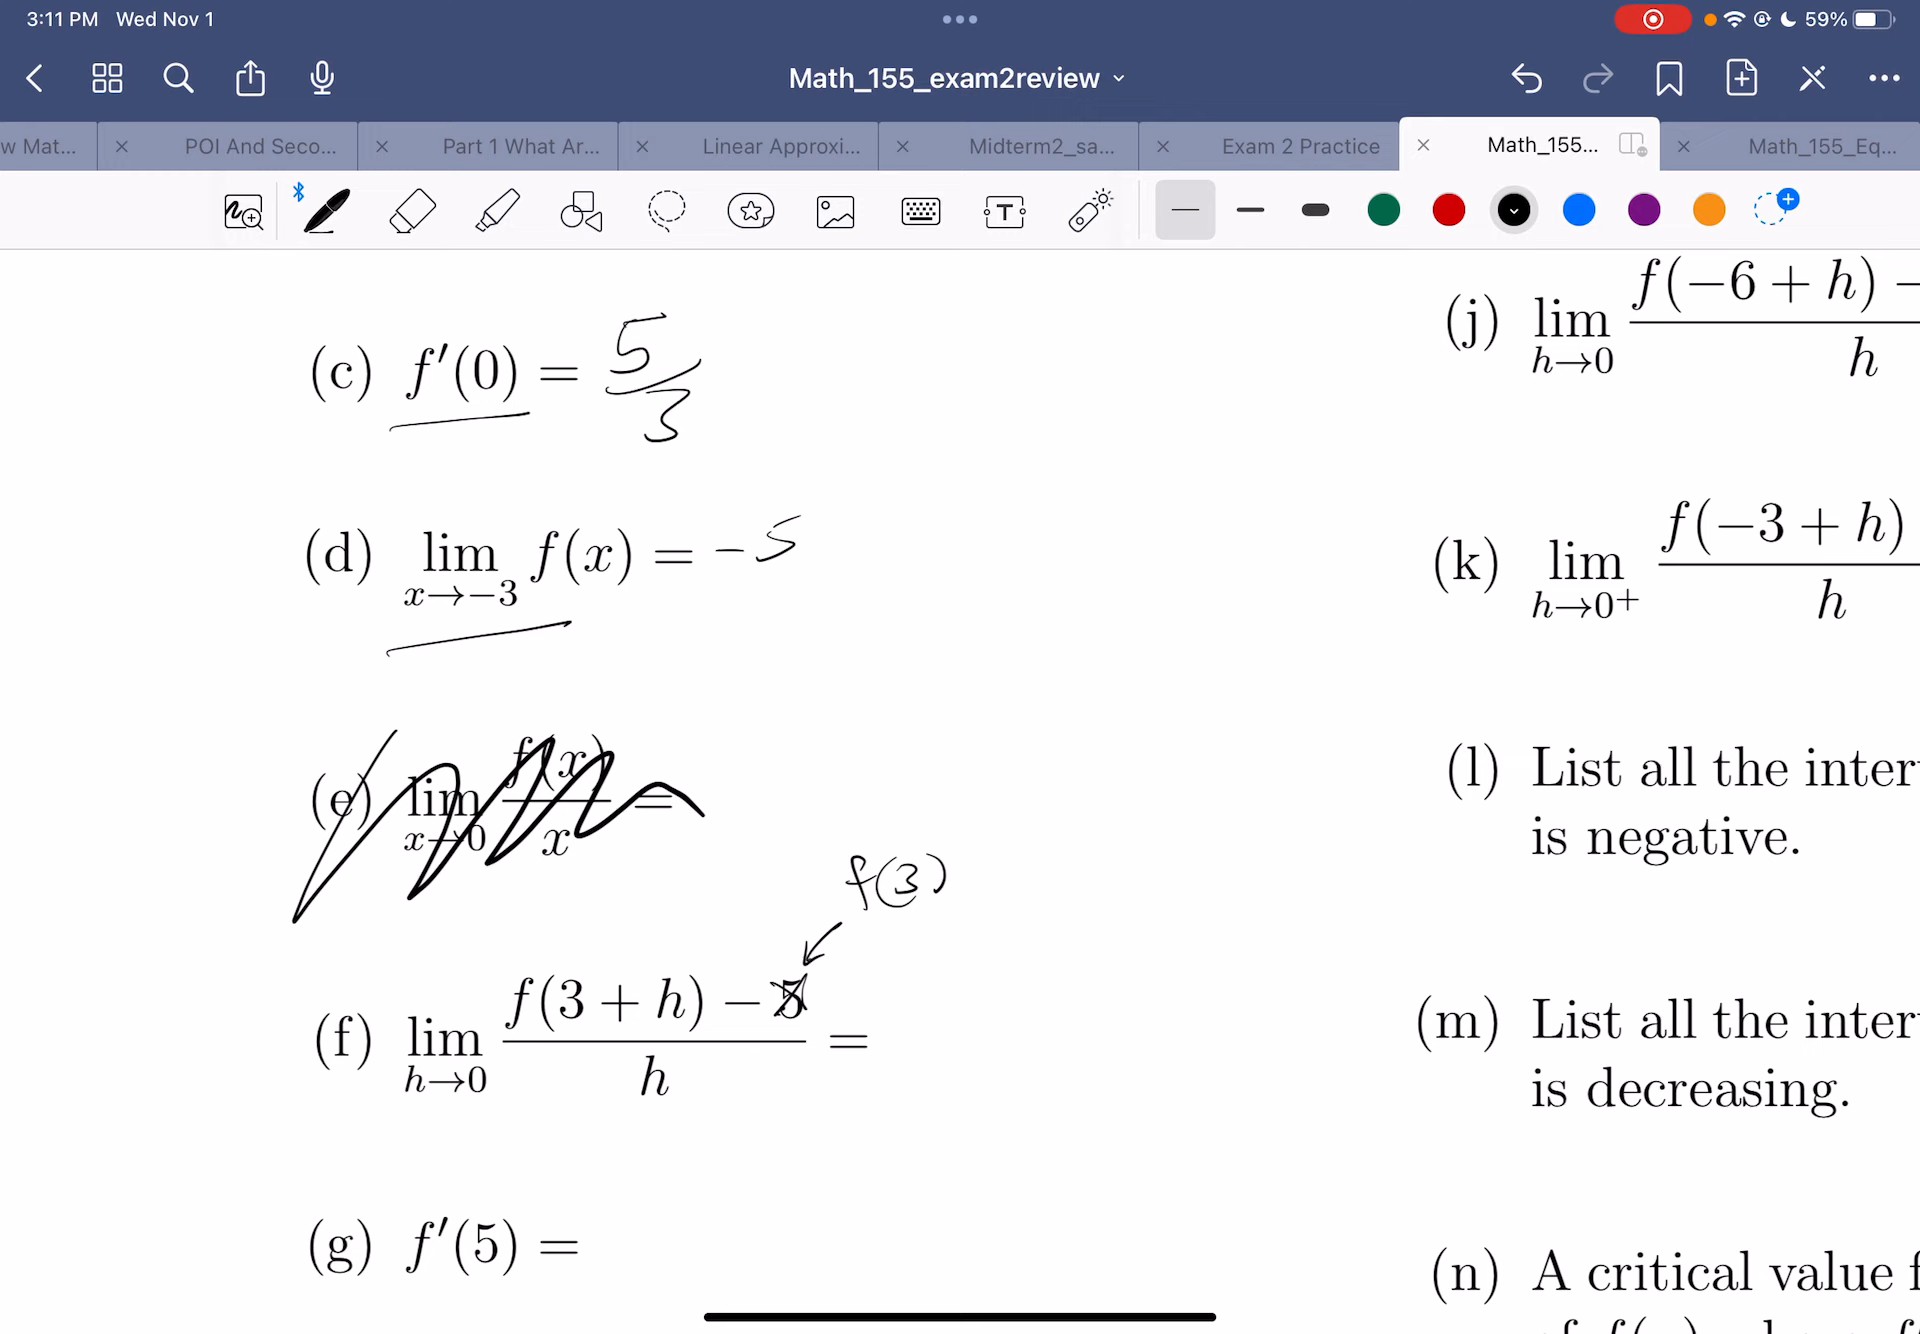 3:11 PM Wed Nov 1
59%
Math_155_exam2review
w Mat...
POI And Seco...
Part 1 What Ar...
Linear Approxi...
Midterm2_sa...
Exam 2 Practice
Math_155...
Math_155_Eq...
T
(c) f′(0) = 5/3
(d) lim x→−3 f(x) = −5
(e) lim x→0 f(x)/x =
f(3)
(f) lim h→0 f(3 + h) − 5 / h =
(g) f′(5) =
(j) lim h→0 f(−6 + h) − / h
(k) lim h→0+ f(−3 + h) / h
(l) List all the inter
is negative.
(m) List all the inter
is decreasing.
(n) A critical value f